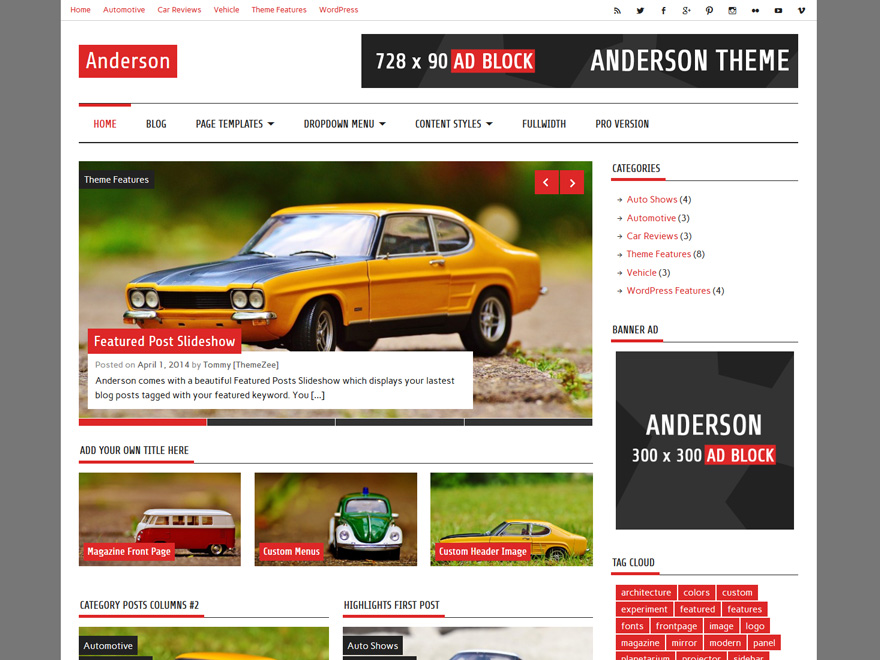 Home Automotive Car Reviews Vehicle Theme Features WordPress
Anderson
728 x 90 AD BLOCK ANDERSON THEME
HOME BLOG PAGE TEMPLATES DROPDOWN MENU CONTENT STYLES FULLWIDTH PRO VERSION
Theme Features
Featured Post Slideshow
Posted on April 1, 2014 by Tommy [ThemeZee]
Anderson comes with a beautiful Featured Posts Slideshow which displays your lastest
blog posts tagged with your featured keyword. You [...]
ADD YOUR OWN TITLE HERE
Magazine Front Page
Custom Menus
Custom Header Image
CATEGORY POSTS COLUMNS #2
Automotive
HIGHLIGHTS FIRST POST
Auto Shows
CATEGORIES
Auto Shows (4)
Automotive (3)
Car Reviews (3)
Theme Features (8)
Vehicle (3)
WordPress Features (4)
BANNER AD
ANDERSON
300 x 300 AD BLOCK
TAG CLOUD
architecture colors custom
experiment featured features
fonts frontpage image logo
magazine mirror modern panel
planetarium projector sidebar